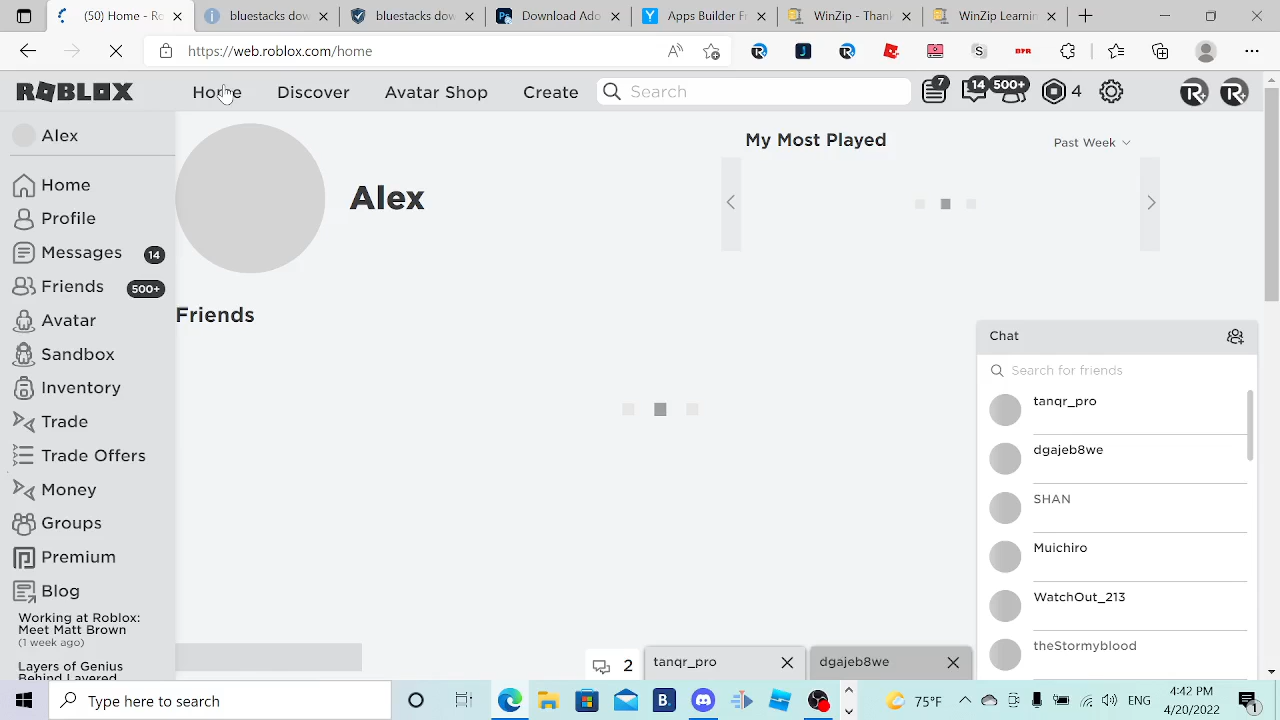 (50) Home - R
bluestacks dow
bluestacks dow
Download Ado
Apps Builder Fr
WinZip - Thank
WinZip Learnin
https://web.roblox.com/home
ROBLOX
Home
Discover
Avatar Shop
Create
Search
7
14
500+
4
Alex
Home
Profile
Messages 14
Friends 500+
Avatar
Sandbox
Inventory
Trade
Trade Offers
Money
Groups
Premium
Blog
Working at Roblox:
Meet Matt Brown
(1 week ago)
Layers of Genius
Behind Layered
Alex
My Most Played
Past Week
Friends
Chat
Search for friends
tanqr_pro
dgajeb8we
SHAN
Muichiro
WatchOut_213
theStormyblood
2
tanqr_pro
dgajeb8we
Type here to search
75°F
ENG
4:42 PM
4/20/2022
1